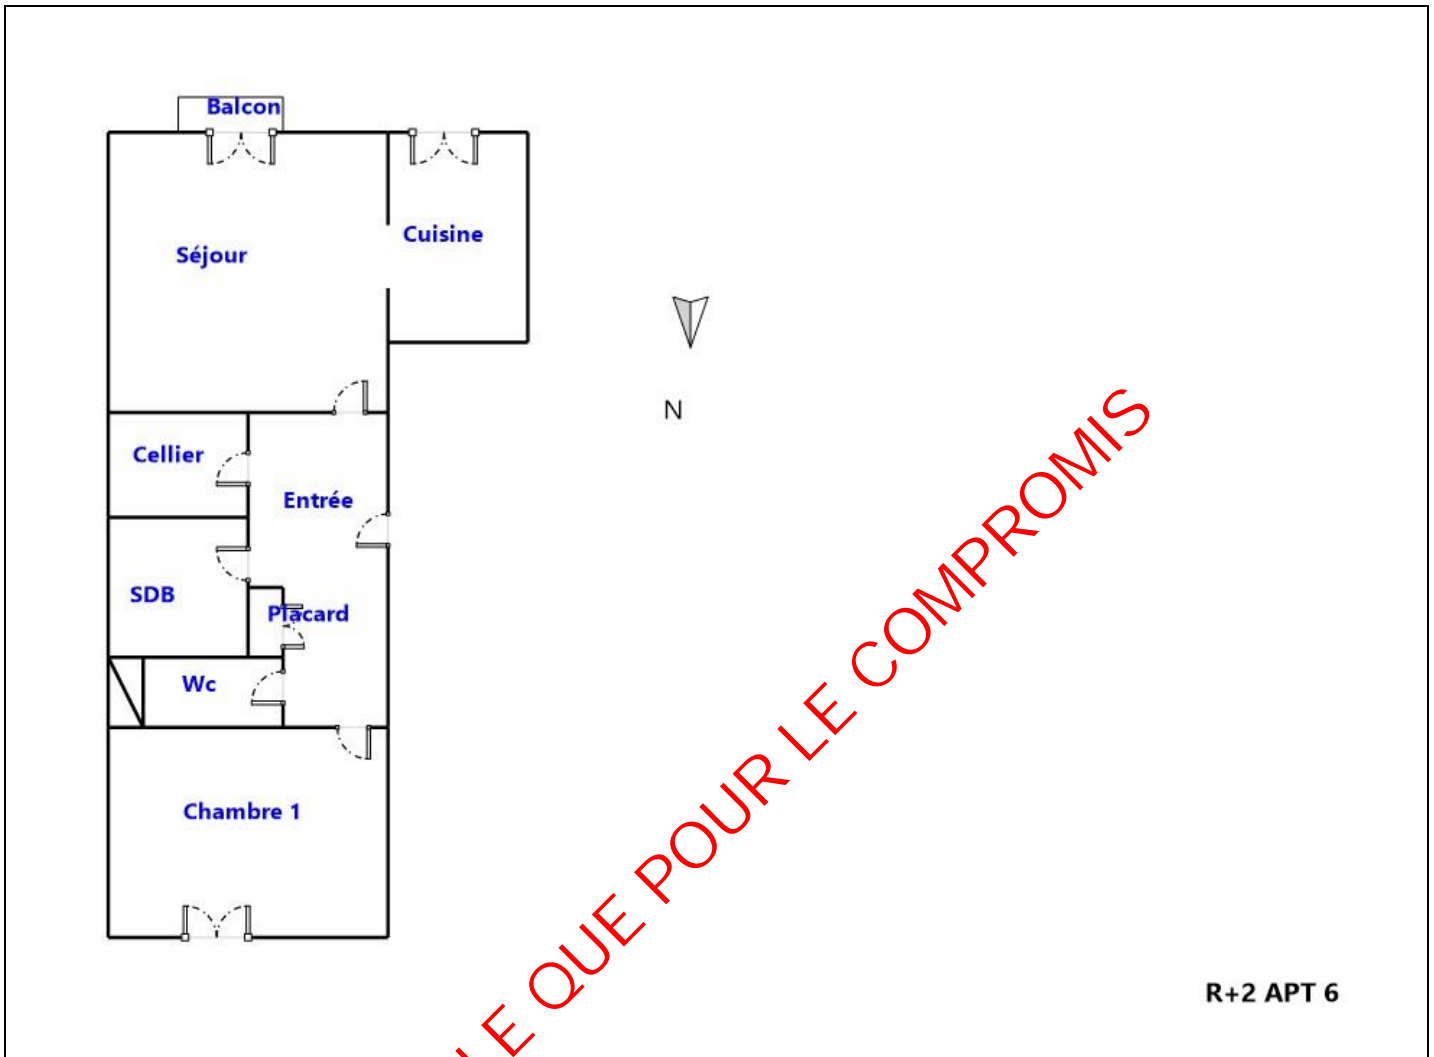 Balcon
Séjour
Cuisine
N
Cellier
Entrée
SDB
Placard
Wc
Chambre 1
QUE POUR LE COMPROMIS
R+2 APT 6